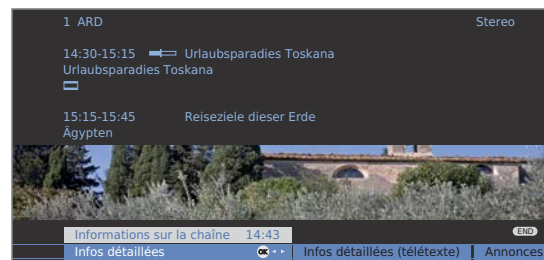 1 ARD Stereo
14:30-15:15 Urlaubsparadies Toskana
Urlaubsparadies Toskana
15:15-15:45 Reiseziele dieser Erde
Ägypten
END
Informations sur la chaîne 14:43
Infos détaillées OK Infos détaillées (télétexte) Annonces